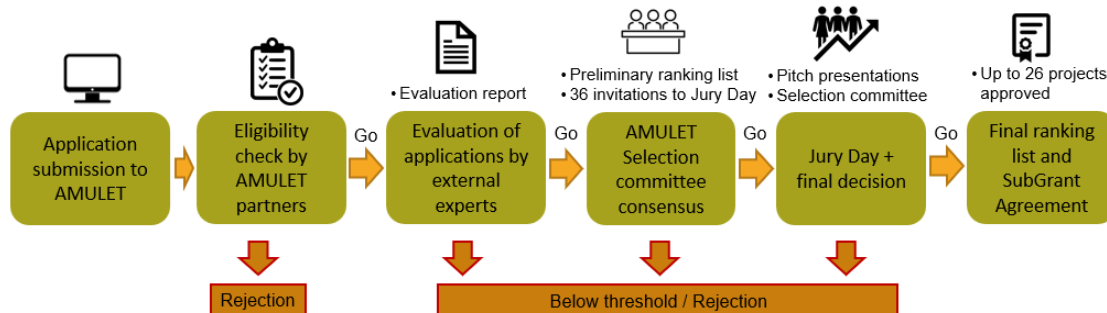 • Evaluation report
• Preliminary ranking list
• 36 invitations to Jury Day
• Pitch presentations
• Selection committee
• Up to 26 projects
approved
Application
submission to
AMULET
Eligibility
check by
AMULET
partners
Go
Evaluation of
applications by
external
experts
Go
AMULET
Selection
committee
consensus
Go
Jury Day +
final decision
Go
Final ranking
list and
SubGrant
Agreement
Rejection
Below threshold / Rejection